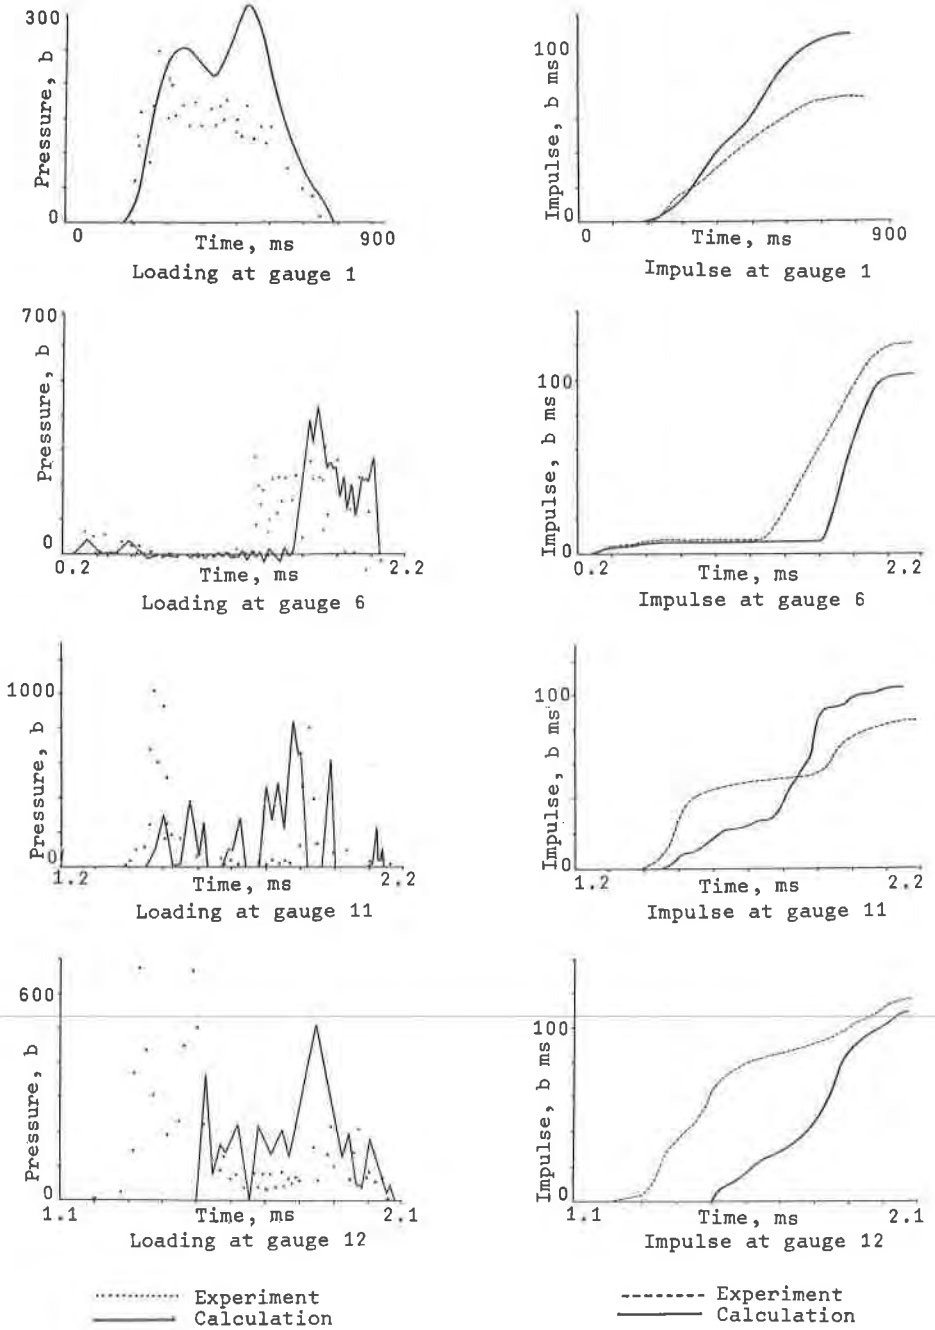 300
Pressure, b
0
0
Time, ms
900
Loading at gauge 1
100
Impulse, b ms
0
0
Time, ms
900
Impulse at gauge 1
700
Pressure, b
0
0.2
Time, ms
2.2
Loading at gauge 6
100
Impulse, b ms
0
0.2
Time, ms
2.2
Impulse at gauge 6
1000
Pressure, b
0
1.2
Time, ms
2.2
Loading at gauge 11
100
Impulse, b ms
0
1.2
Time, ms
2.2
Impulse at gauge 11
600
Pressure, b
0
1.1
Time, ms
2.1
Loading at gauge 12
100
Impulse, b ms
0
1.1
Time, ms
2.1
Impulse at gauge 12
Experiment
Calculation
Experiment
Calculation